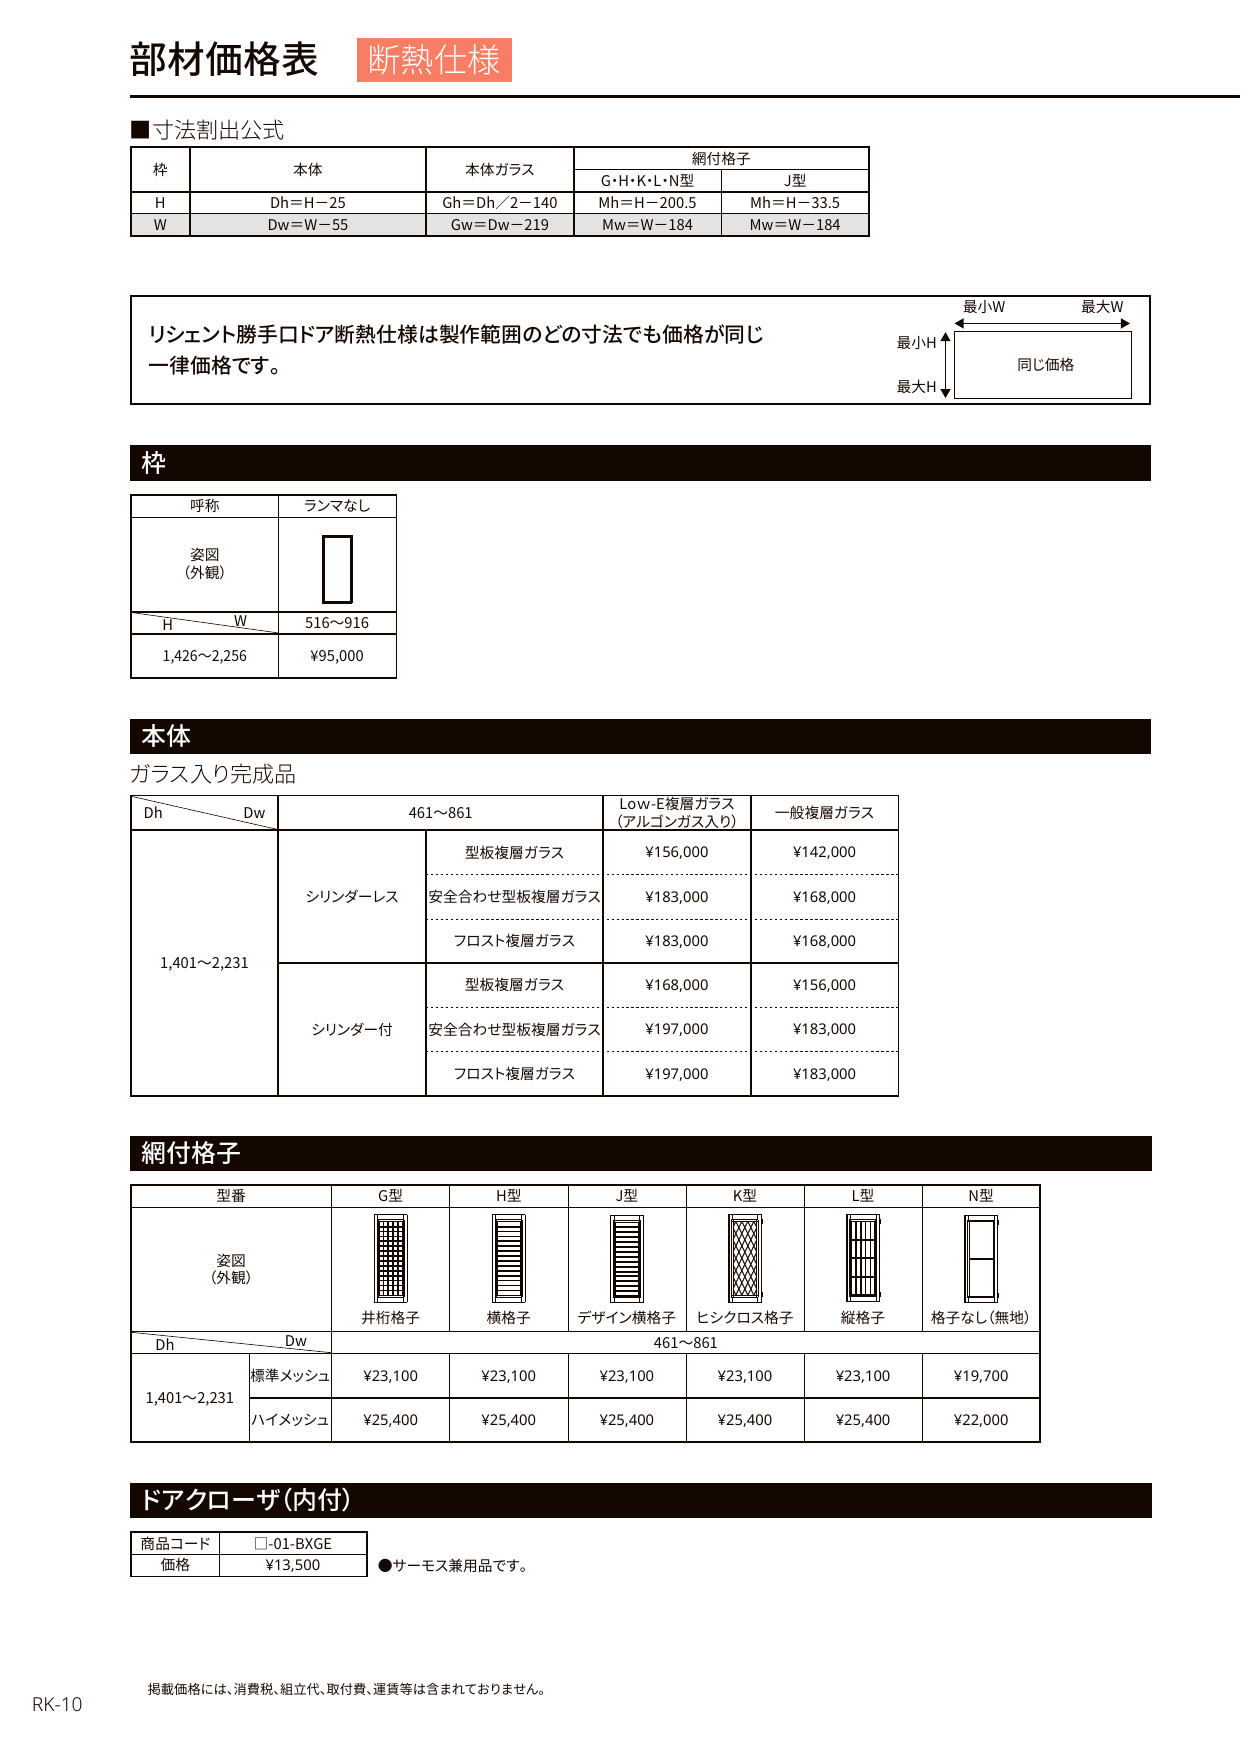 部材価格表 断熱仕様
■寸法割出公式
枠 本体 本体ガラス 網付格子
G・H・K・L・N型 J型
H Dh＝H－25 Gh＝Dh／2－140 Mh＝H－200.5 Mh＝H－33.5
W Dw＝W－55 Gw＝Dw－219 Mw＝W－184 Mw＝W－184
リシェント勝手口ドア断熱仕様は製作範囲のどの寸法でも価格が同じ
一律価格です。
最小W 最大W
最小H
同じ価格
最大H
枠
呼称 ランマなし
姿図
（外観）
H W 516～916
1,426～2,256 ¥95,000
本体
ガラス入り完成品
Dh Dw 461～861 Low-E複層ガラス
（アルゴンガス入り） 一般複層ガラス
1,401～2,231
シリンダーレス
型板複層ガラス ¥156,000 ¥142,000
安全合わせ型板複層ガラス ¥183,000 ¥168,000
フロスト複層ガラス ¥183,000 ¥168,000
シリンダー付
型板複層ガラス ¥168,000 ¥156,000
安全合わせ型板複層ガラス ¥197,000 ¥183,000
フロスト複層ガラス ¥197,000 ¥183,000
網付格子
型番 G型 H型 J型 K型 L型 N型
姿図
（外観）
井桁格子 横格子 デザイン横格子 ヒシクロス格子 縦格子 格子なし（無地）
Dh Dw 461～861
1,401～2,231
標準メッシュ ¥23,100 ¥23,100 ¥23,100 ¥23,100 ¥23,100 ¥19,700
ハイメッシュ ¥25,400 ¥25,400 ¥25,400 ¥25,400 ¥25,400 ¥22,000
ドアクローザ（内付）
商品コード □-01-BXGE
価格 ¥13,500 ●サーモス兼用品です。
掲載価格には、消費税、組立代、取付費、運賃等は含まれておりません。
RK-10